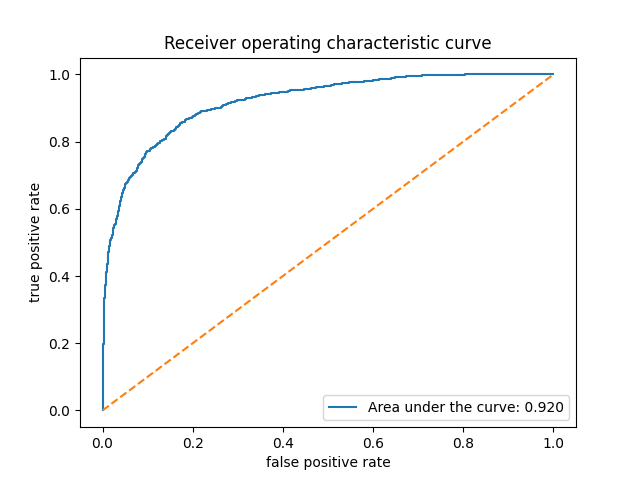 Receiver operating characteristic curve
1.0
0.8
0.6
0.4
0.2
0.0
true positive rate
Area under the curve: 0.920
0.0 0.2 0.4 0.6 0.8 1.0
false positive rate